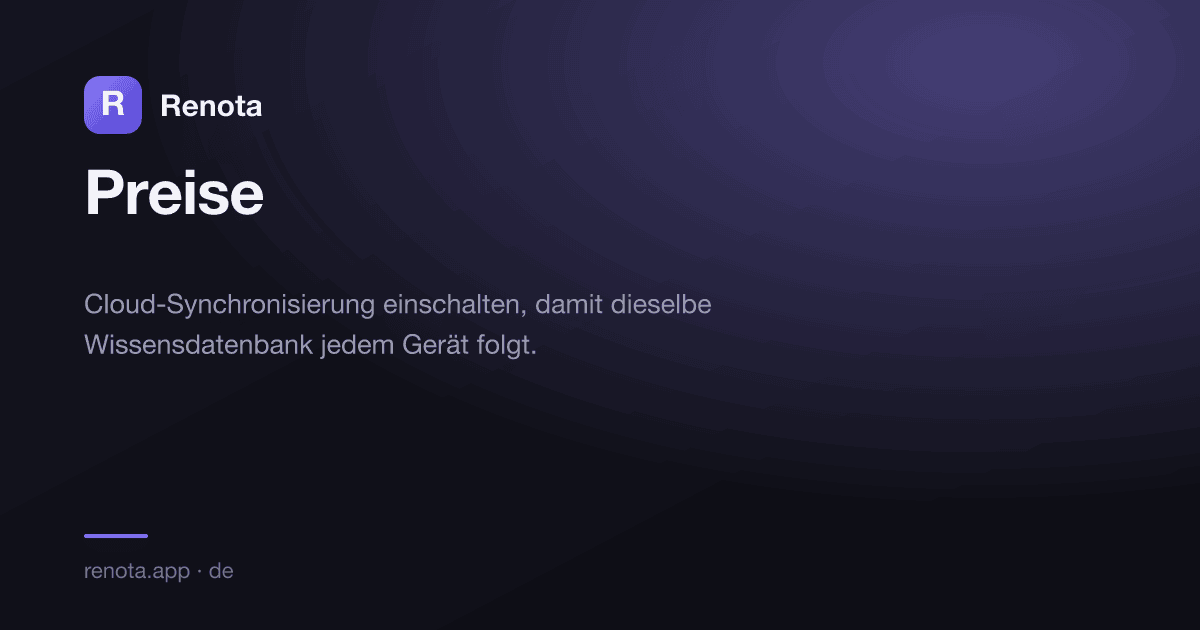 R
Renota
Preise
Cloud-Synchronisierung einschalten, damit dieselbe
Wissensdatenbank jedem Gerät folgt.
renota.app · de